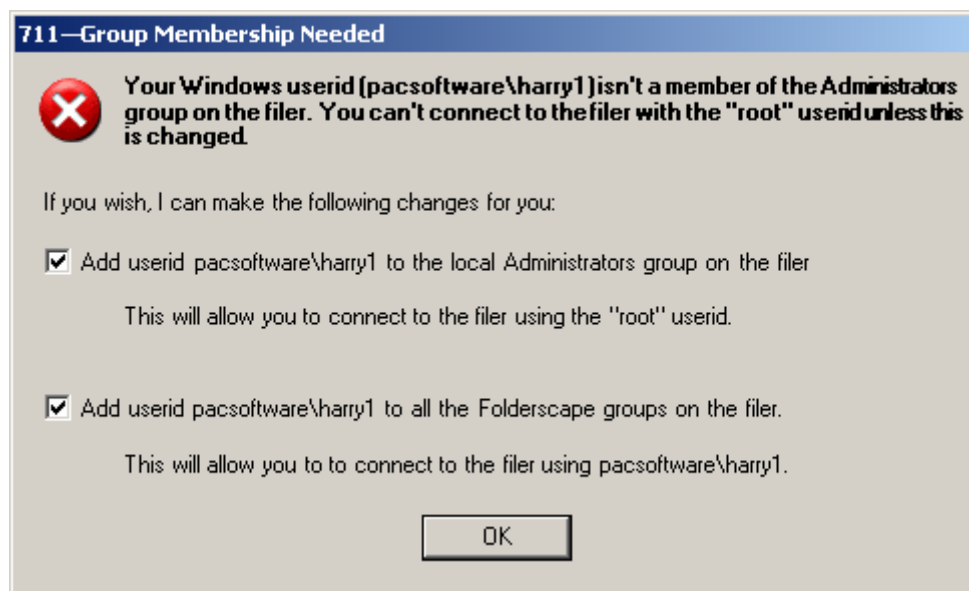 711—Group Membership Needed
Your Windows userid (pacsoftware\harry1) isn't a member of the Administrators
group on the filer. You can't connect to the filer with the "root" userid unless this
is changed.
If you wish, I can make the following changes for you:
Add userid pacsoftware\harry1 to the local Administrators group on the filer
This will allow you to connect to the filer using the "root" userid.
Add userid pacsoftware\harry1 to all the Folderscape groups on the filer.
This will allow you to to connect to the filer using pacsoftware\harry1.
OK